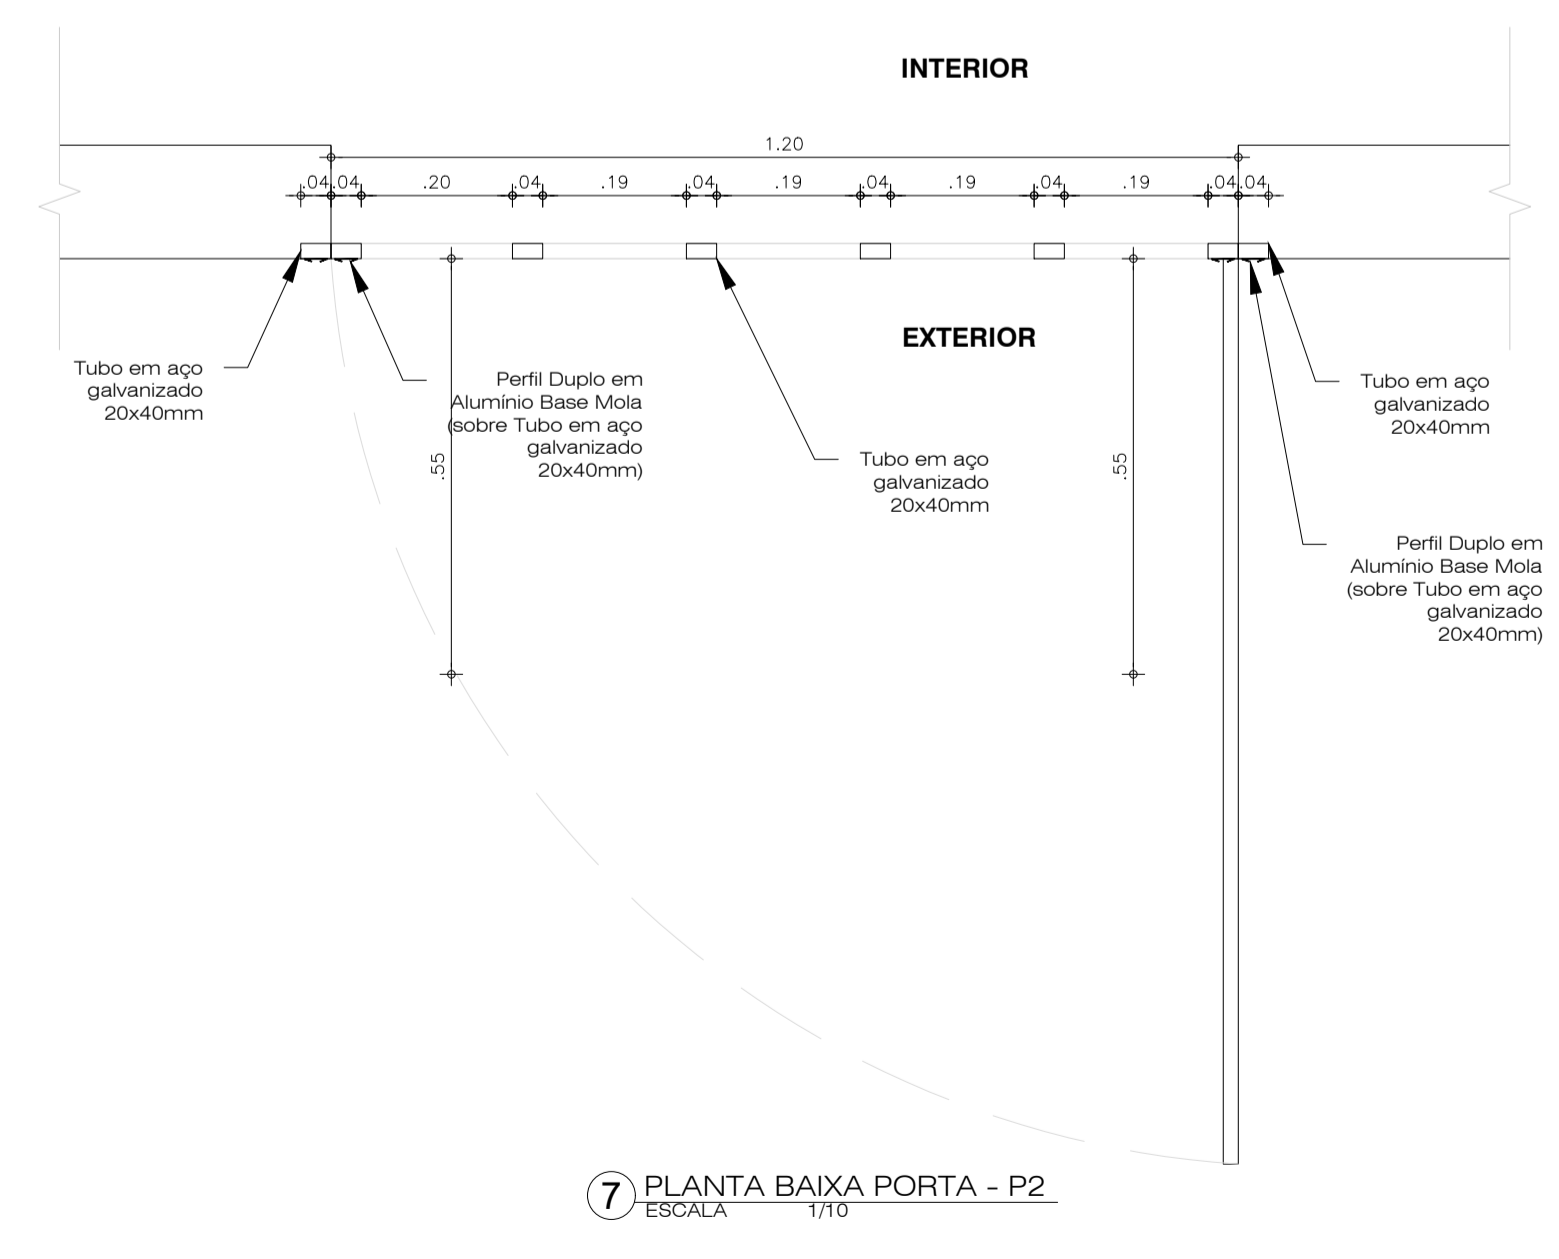 INTERIOR
1.20
.04 .04 .20 .04 .19 .04 .19 .04 .19 .04 .19 .04 .04
EXTERIOR
Tubo em aço
galvanizado
20x40mm
Perfil Duplo em
Alumínio Base Mola
(sobre Tubo em aço
galvanizado
20x40mm)
.55
Tubo em aço
galvanizado
20x40mm
.55
Tubo em aço
galvanizado
20x40mm
Perfil Duplo em
Alumínio Base Mola
(sobre Tubo em aço
galvanizado
20x40mm)
7 PLANTA BAIXA PORTA - P2
ESCALA 1/10